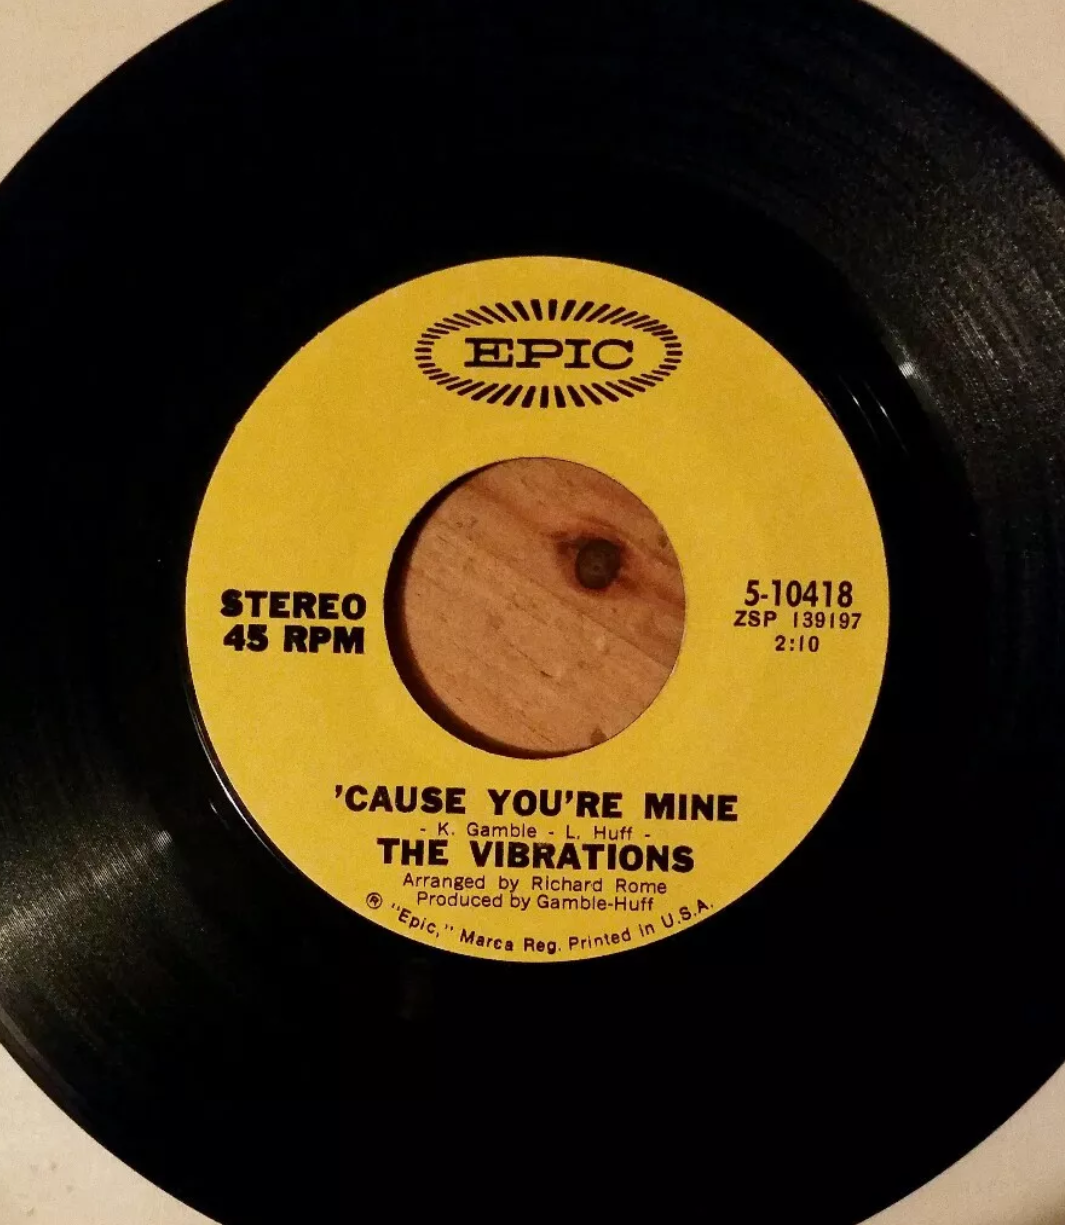 EPIC
STEREO
45 RPM
5-10418
ZSP 139197
2:10
'CAUSE YOU'RE MINE
- K. Gamble - L. Huff -
THE VIBRATIONS
Arranged by Richard Rome
Produced by Gamble-Huff
® "Epic," Marca Reg. Printed in U.S.A.